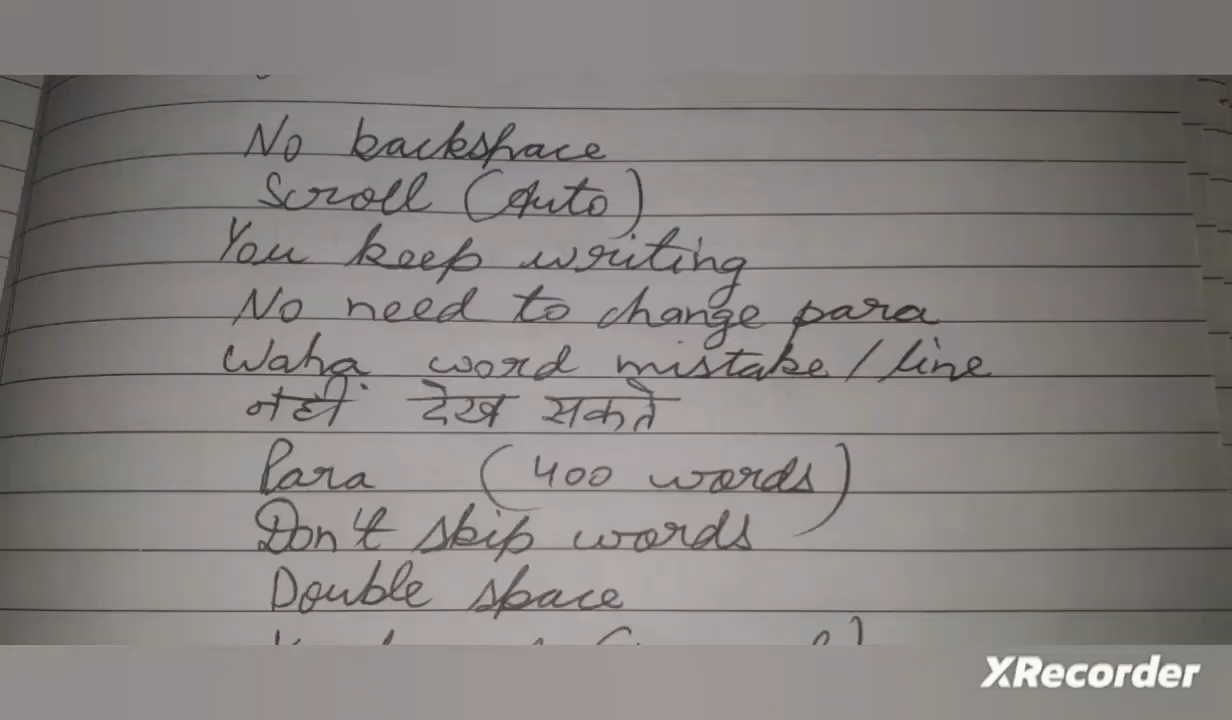 No backspace
Scroll (Auto)
You keep writing
No need to change para
Waha word mistake / line
नहीं देख सकते
Para (400 words)
Don't skip words
Double space
XRecorder